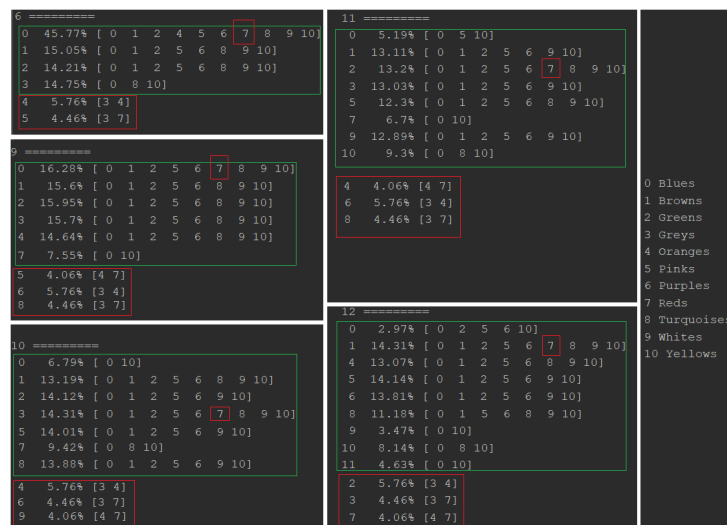 6 =========
0 45.77% [ 0 1 2 4 5 6 7 8 9 10]
1 15.05% [ 0 1 2 5 6 8 9 10]
2 14.21% [ 0 1 2 5 6 7 8 9 10]
3 14.75% [ 0 8 10]
4 5.76% [3 4]
5 4.46% [3 7]
9 =========
0 16.28% [ 0 1 2 5 6 7 8 9 10]
1 15.6% [ 0 1 2 5 6 8 9 10]
2 15.95% [ 0 1 2 5 6 8 9 10]
3 15.7% [ 0 1 2 5 6 8 9 10]
4 14.64% [ 0 1 2 5 6 8 9 10]
7 7.55% [ 0 10]
5 4.06% [4 7]
6 5.76% [3 4]
8 4.46% [3 7]
10 =========
0 6.79% [ 0 10]
1 13.19% [ 0 1 2 5 6 8 9 10]
2 14.12% [ 0 1 2 5 6 9 10]
3 14.31% [ 0 1 2 5 6 7 8 9 10]
5 14.01% [ 0 1 2 5 6 9 10]
7 9.42% [ 0 8 10]
8 13.88% [ 0 1 2 5 6 9 10]
4 5.76% [3 4]
6 4.46% [3 7]
9 4.06% [4 7]
11 =========
0 5.19% [ 0 5 10]
1 13.11% [ 0 1 2 5 6 9 10]
2 13.2% [ 0 1 2 5 6 7 8 9 10]
3 13.03% [ 0 1 2 5 6 9 10]
5 12.3% [ 0 1 2 5 6 8 9 10]
7 6.7% [ 0 10]
9 12.89% [ 0 1 2 5 6 9 10]
10 9.3% [ 0 8 10]
4 4.06% [4 7]
6 5.76% [3 4]
8 4.46% [3 7]
12 =========
0 2.97% [ 0 2 5 6 10]
1 14.31% [ 0 1 2 5 6 7 8 9 10]
4 13.07% [ 0 1 2 5 6 8 9 10]
5 14.14% [ 0 1 2 5 6 9 10]
6 13.81% [ 0 1 2 5 6 9 10]
8 11.18% [ 0 1 5 6 8 9 10]
9 3.47% [ 0 10]
10 8.14% [ 0 8 10]
11 4.63% [ 0 10]
2 5.76% [3 4]
3 4.46% [3 7]
7 4.06% [4 7]
0 Blues
1 Browns
2 Greens
3 Greys
4 Oranges
5 Pinks
6 Purples
7 Reds
8 Turquoises
9 Whites
10 Yellows